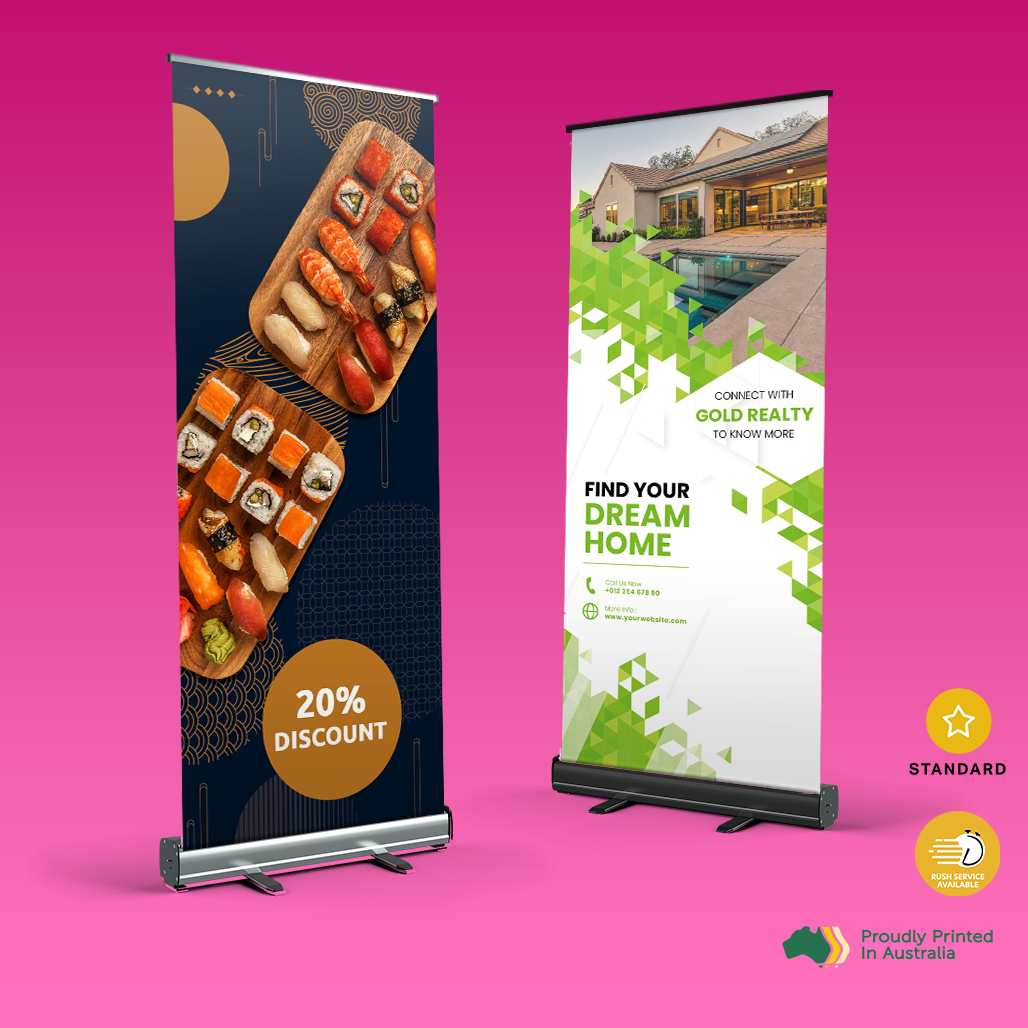 20%
DISCOUNT
CONNECT WITH
GOLD REALTY
TO KNOW MORE
FIND YOUR
DREAM
HOME
Call Us Now
+012 354 678 90
More Info :
www.yourwebsite.com
STANDARD
RUSH SERVICE
AVAILABLE
Proudly Printed
In Australia